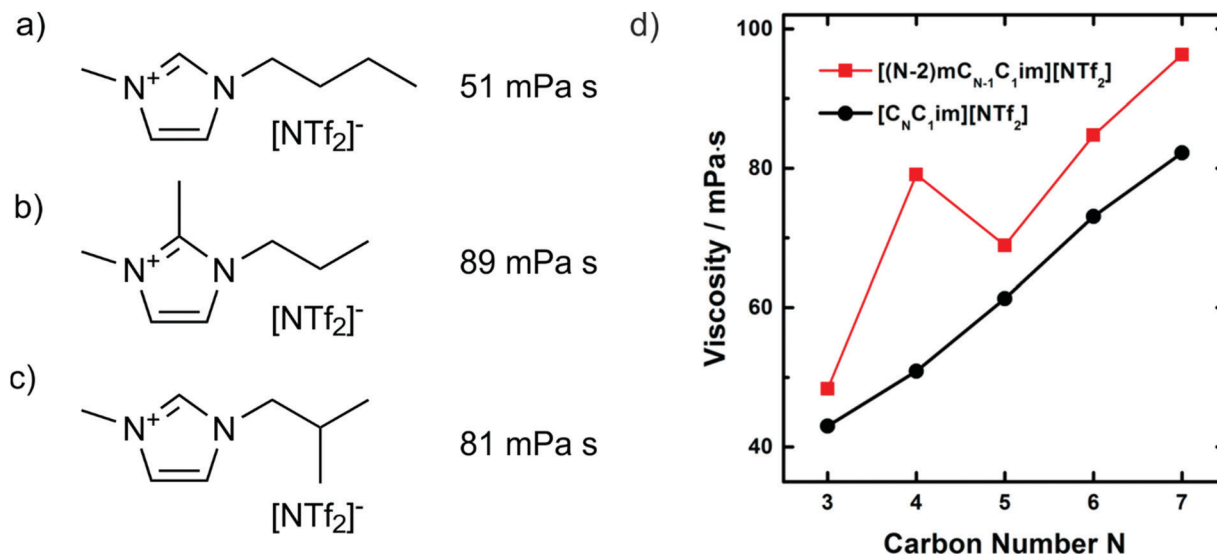 a)
N+
N
51 mPa s
[NTf2]-
b)
N+
N
89 mPa s
[NTf2]-
c)
N+
N
81 mPa s
[NTf2]-
d)
100
80
60
40
Viscosity / mPa·s
[(N-2)mCN-1C1im][NTf2]
[CNC1im][NTf2]
3 4 5 6 7
Carbon Number N